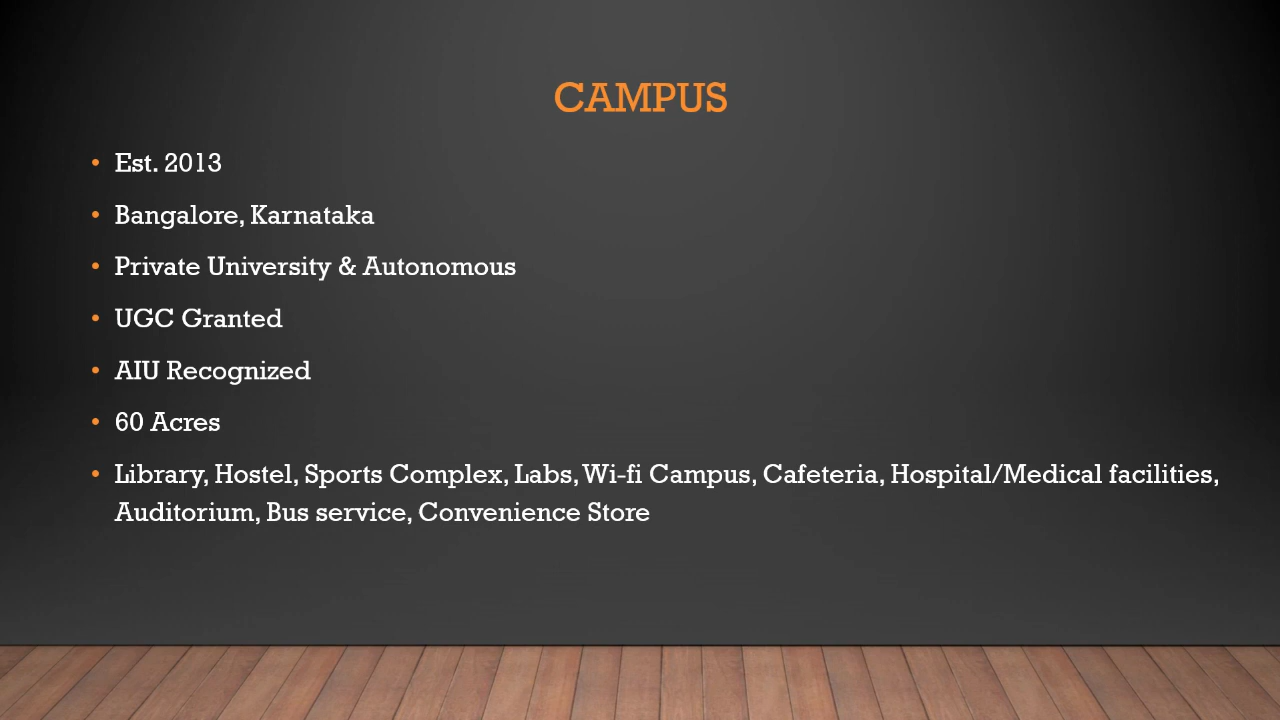 CAMPUS
• Est. 2013
• Bangalore, Karnataka
• Private University & Autonomous
• UGC Granted
• AIU Recognized
• 60 Acres
• Library, Hostel, Sports Complex, Labs, Wi-fi Campus, Cafeteria, Hospital/Medical facilities,
Auditorium, Bus service, Convenience Store